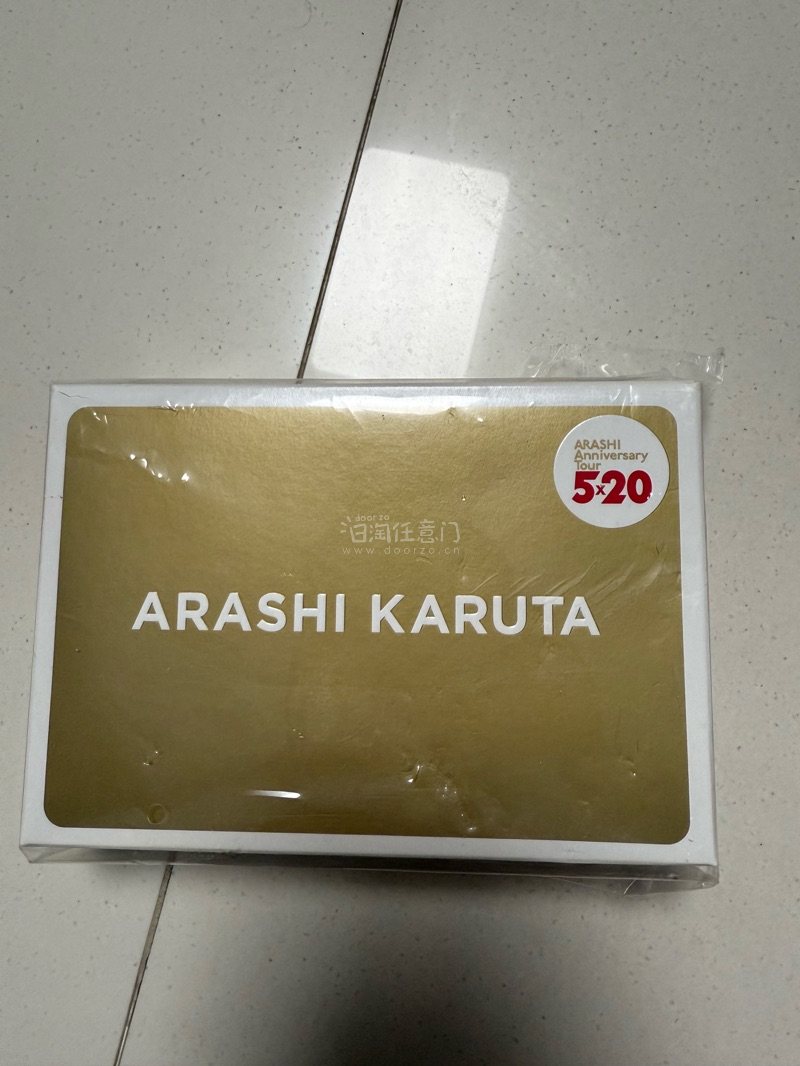 ARASHI
Anniversary
Tour
5×20
doorzo
日淘任意门
www.doorzo.cn
ARASHI KARUTA